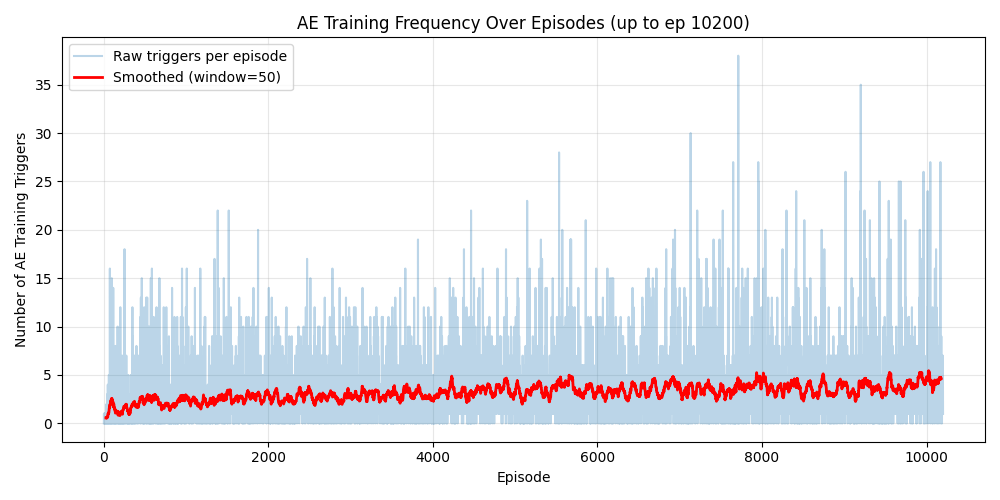 AE Training Frequency Over Episodes (up to ep 10200)
Raw triggers per episode
Smoothed (window=50)
Number of AE Training Triggers
35
30
25
20
15
10
5
0
0 2000 4000 6000 8000 10000
Episode